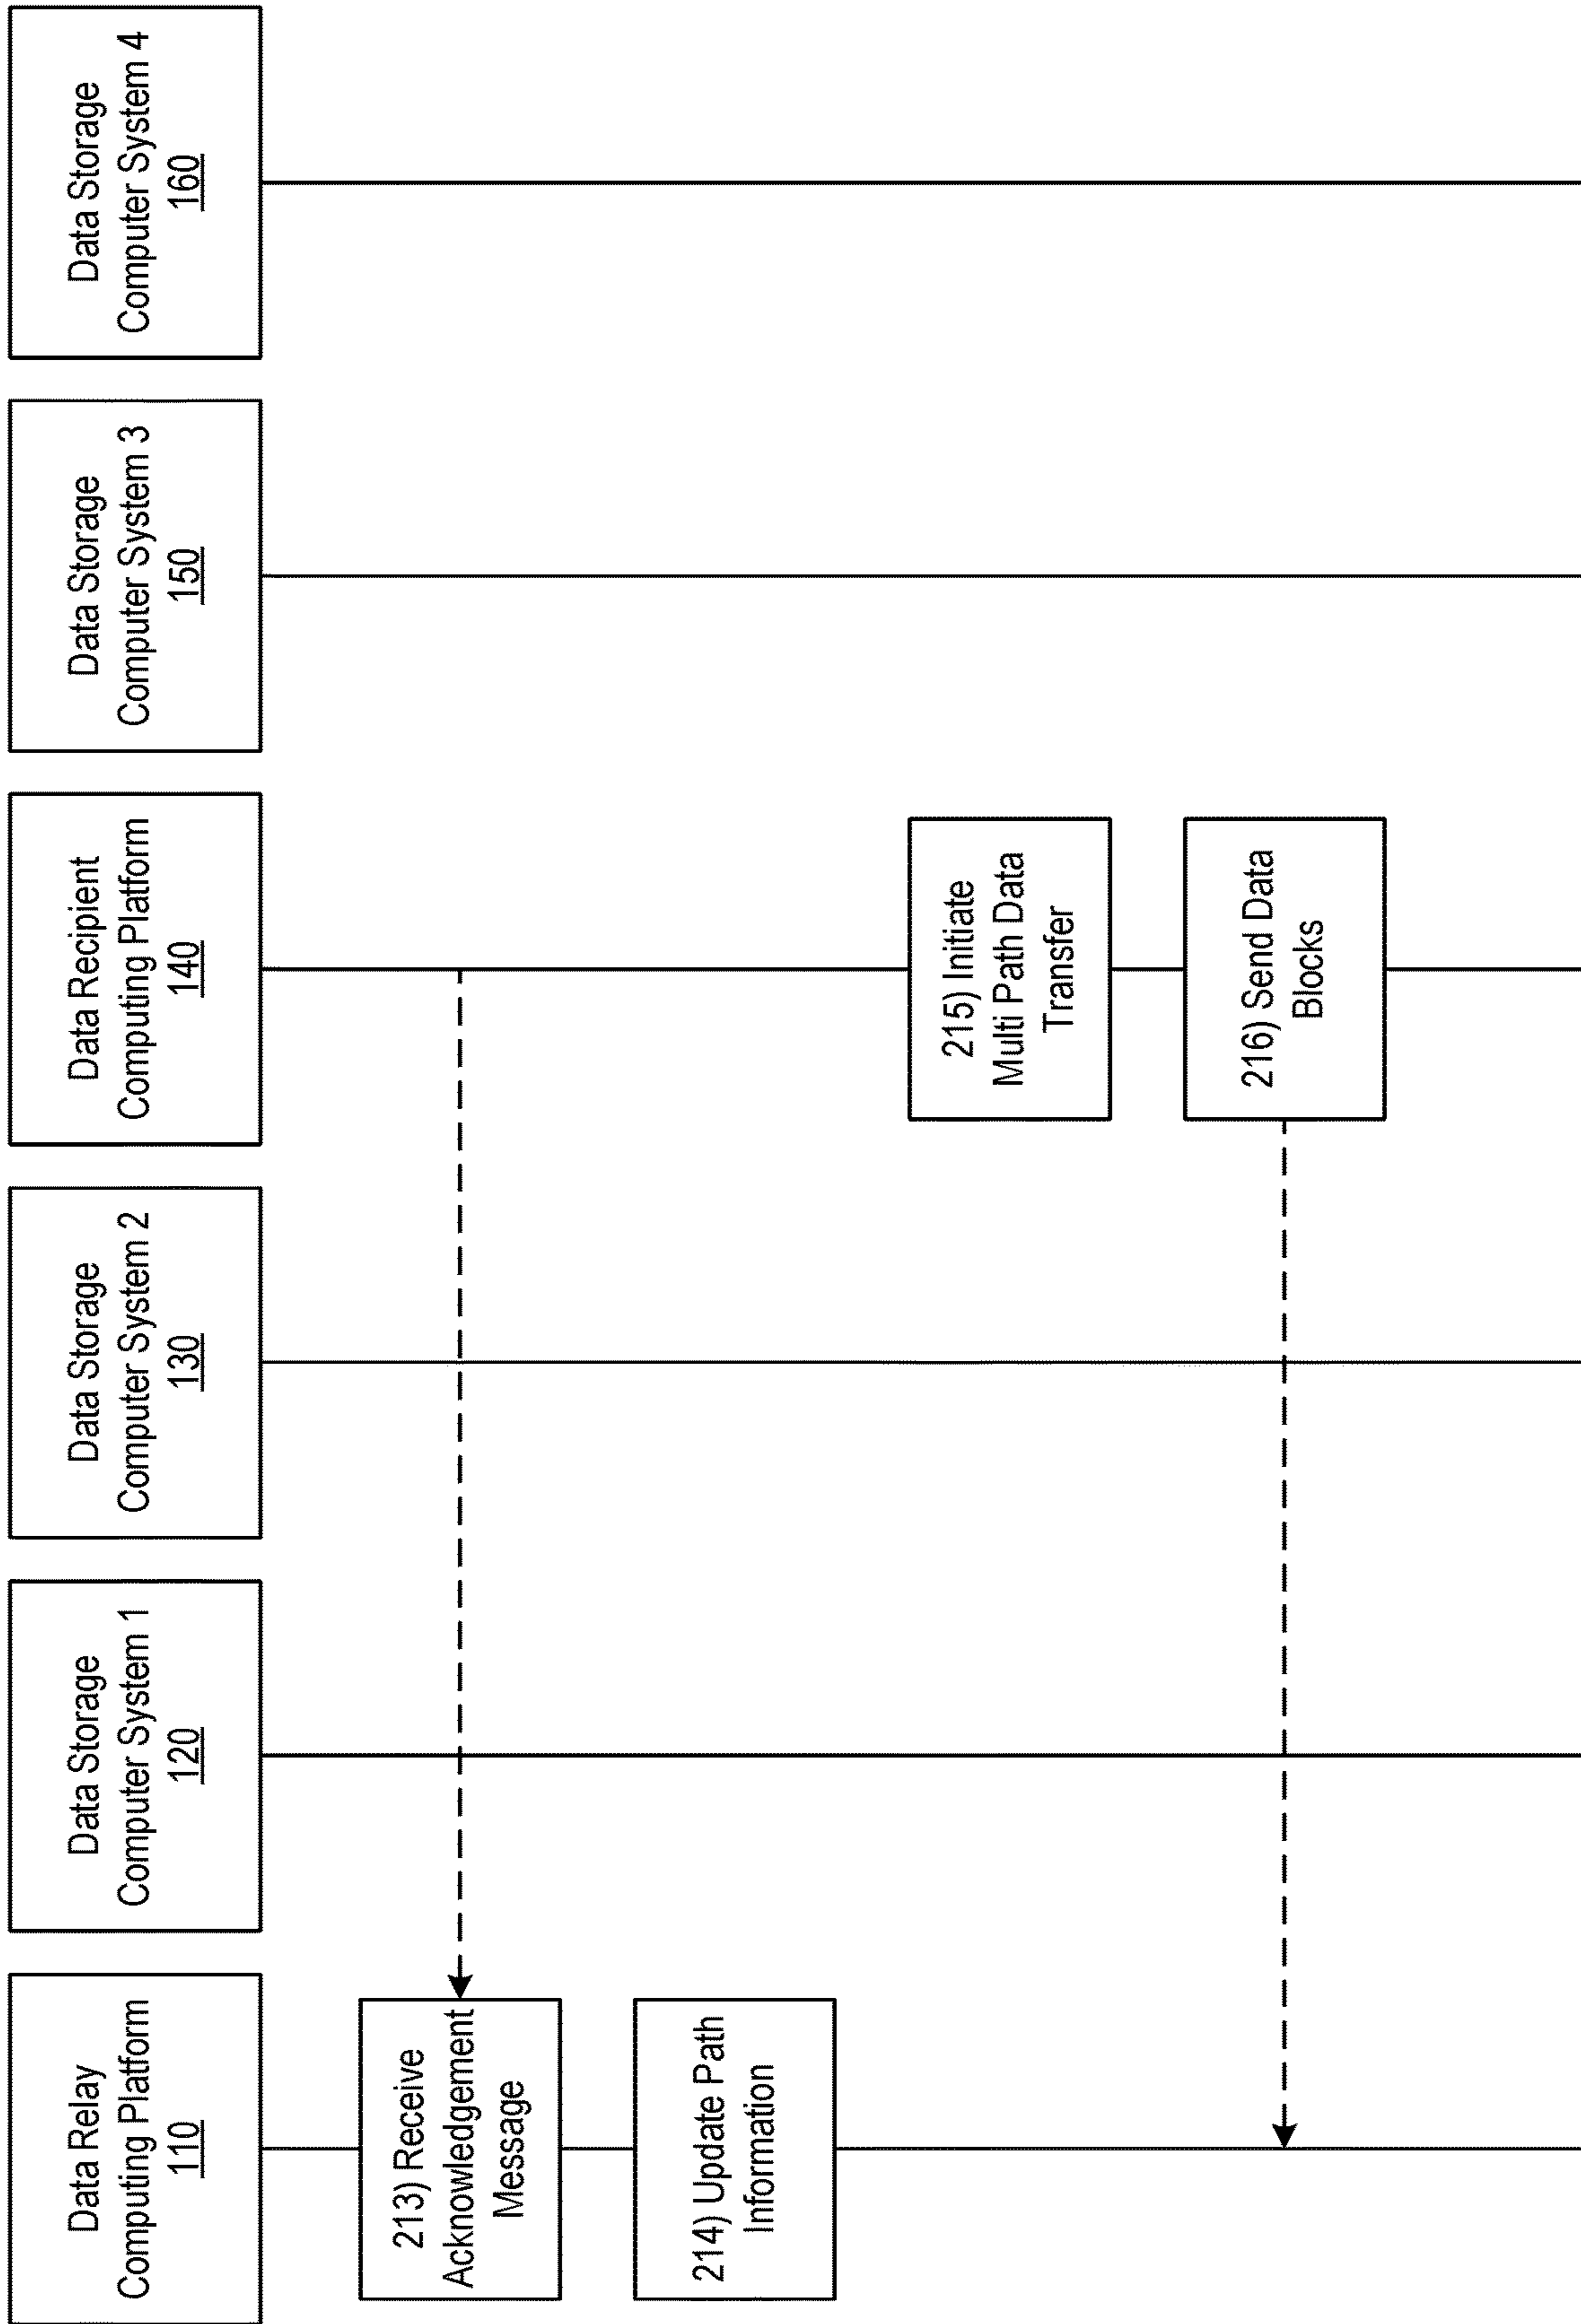 Data Relay
Computing Platform
110
Data Storage
Computer System 1
120
Data Storage
Computer System 2
130
Data Recipient
Computing Platform
140
Data Storage
Computer System 3
150
Data Storage
Computer System 4
160
213) Receive
Acknowledgement
Message
214) Update Path
Information
215) Initiate
Multi Path Data
Transfer
216) Send Data
Blocks